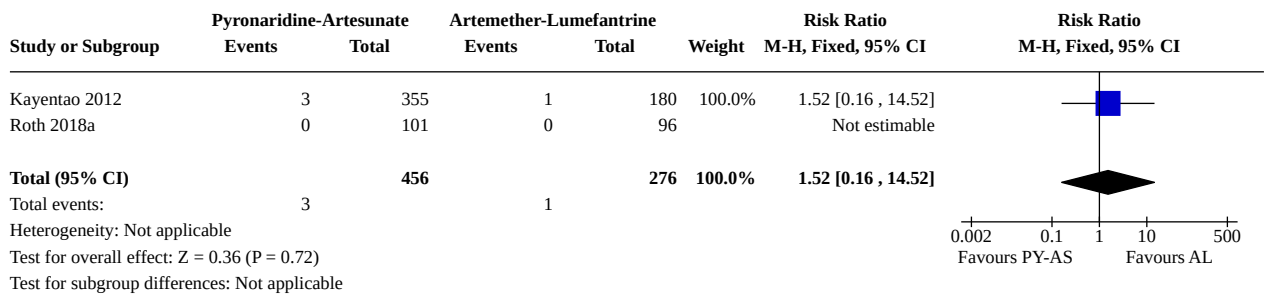 Pyronaridine-Artesunate Artemether-Lumefantrine Risk Ratio Risk Ratio
Study or Subgroup Events Total Events Total Weight M-H, Fixed, 95% CI M-H, Fixed, 95% CI
Kayentao 2012 3 355 1 180 100.0% 1.52 [0.16 , 14.52]
Roth 2018a 0 101 0 96 Not estimable
Total (95% CI) 456 276 100.0% 1.52 [0.16 , 14.52]
Total events: 3 1
Heterogeneity: Not applicable
0.002 0.1 1 10 500
Test for overall effect: Z = 0.36 (P = 0.72)
Favours PY-AS Favours AL
Test for subgroup differences: Not applicable